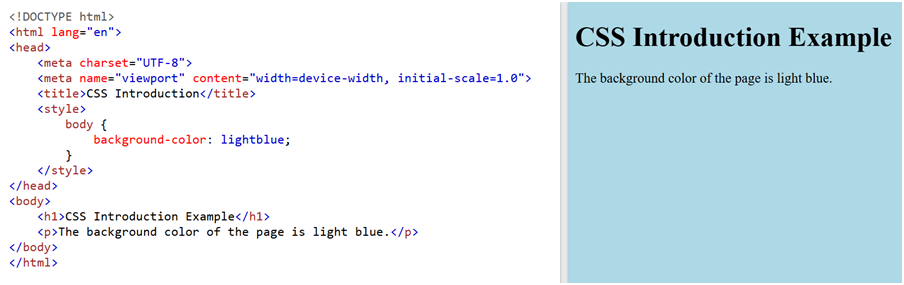 <!DOCTYPE html>
<html lang="en">
<head>
    <meta charset="UTF-8">
    <meta name="viewport" content="width=device-width, initial-scale=1.0">
    <title>CSS Introduction</title>
    <style>
        body {
            background-color: lightblue;
        }
    </style>
</head>
<body>
    <h1>CSS Introduction Example</h1>
    <p>The background color of the page is light blue.</p>
</body>
</html>
CSS Introduction Example
The background color of the page is light blue.